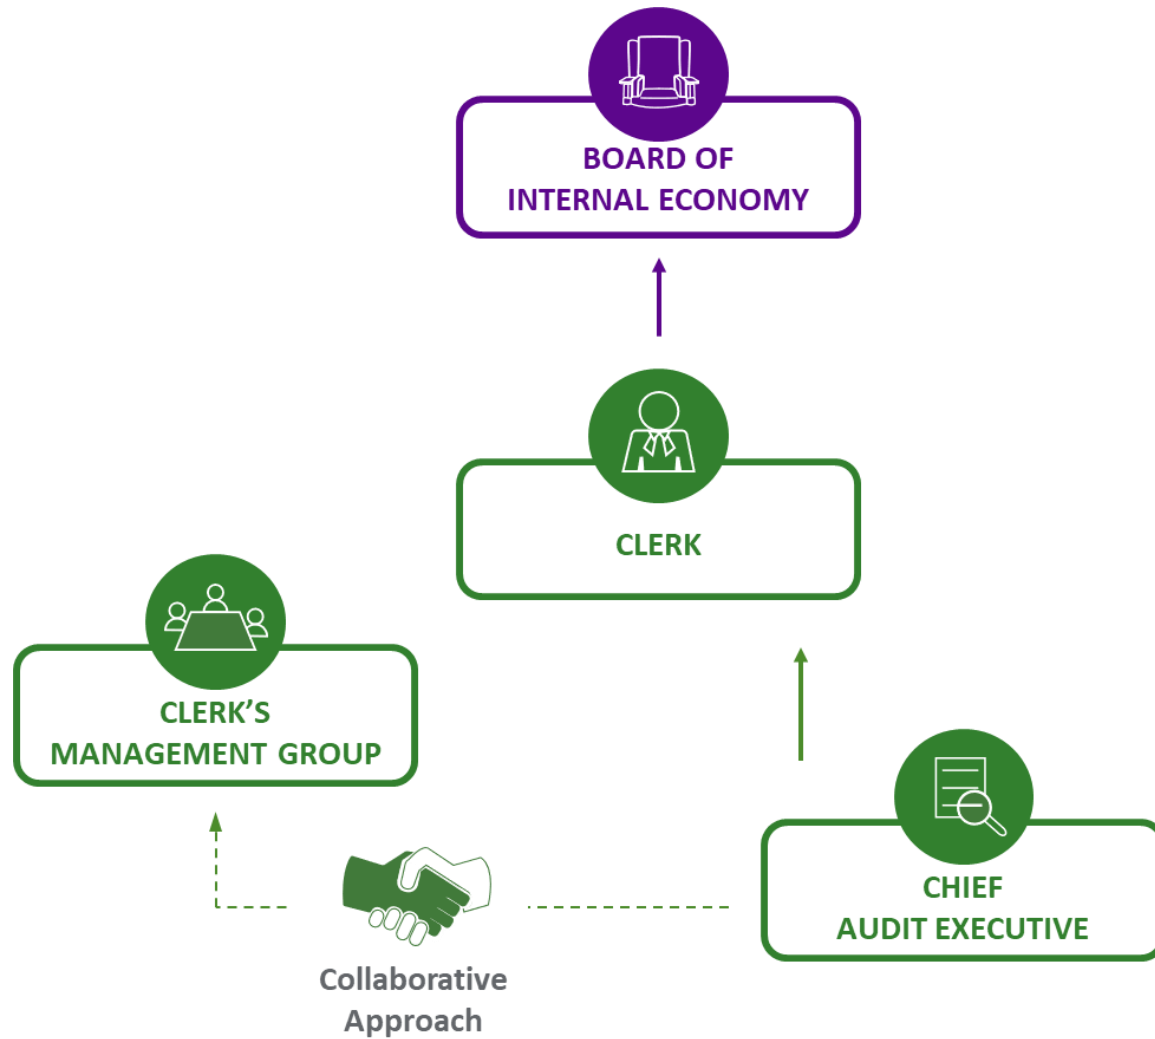 BOARD OF
INTERNAL ECONOMY
CLERK
CLERK’S
MANAGEMENT GROUP
CHIEF
AUDIT EXECUTIVE
Collaborative
Approach